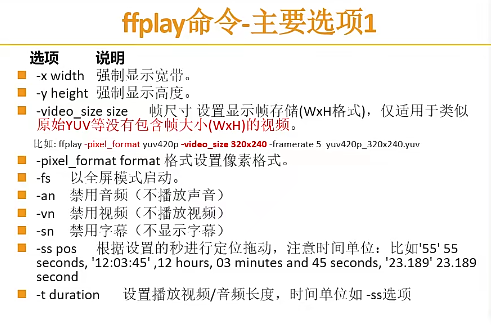 ffplay命令-主要选项1
选项 说明
-x width 强制显示宽带。
-y height 强制显示高度。
-video_size size 帧尺寸 设置显示帧存储(WxH格式)，仅适用于类似
原始YUV等没有包含帧大小(WxH)的视频。
比如: ffplay -pixel_format yuv420p -video_size 320x240 -framerate 5 yuv420p_320x240.yuv
-pixel_format format 格式设置像素格式。
-fs 以全屏模式启动。
-an 禁用音频（不播放声音）
-vn 禁用视频（不播放视频）
-sn 禁用字幕（不显示字幕）
-ss pos 根据设置的秒进行定位拖动，注意时间单位：比如'55' 55
seconds, '12:03:45' ,12 hours, 03 minutes and 45 seconds, '23.189' 23.189
second
-t duration 设置播放视频/音频长度，时间单位如 -ss选项